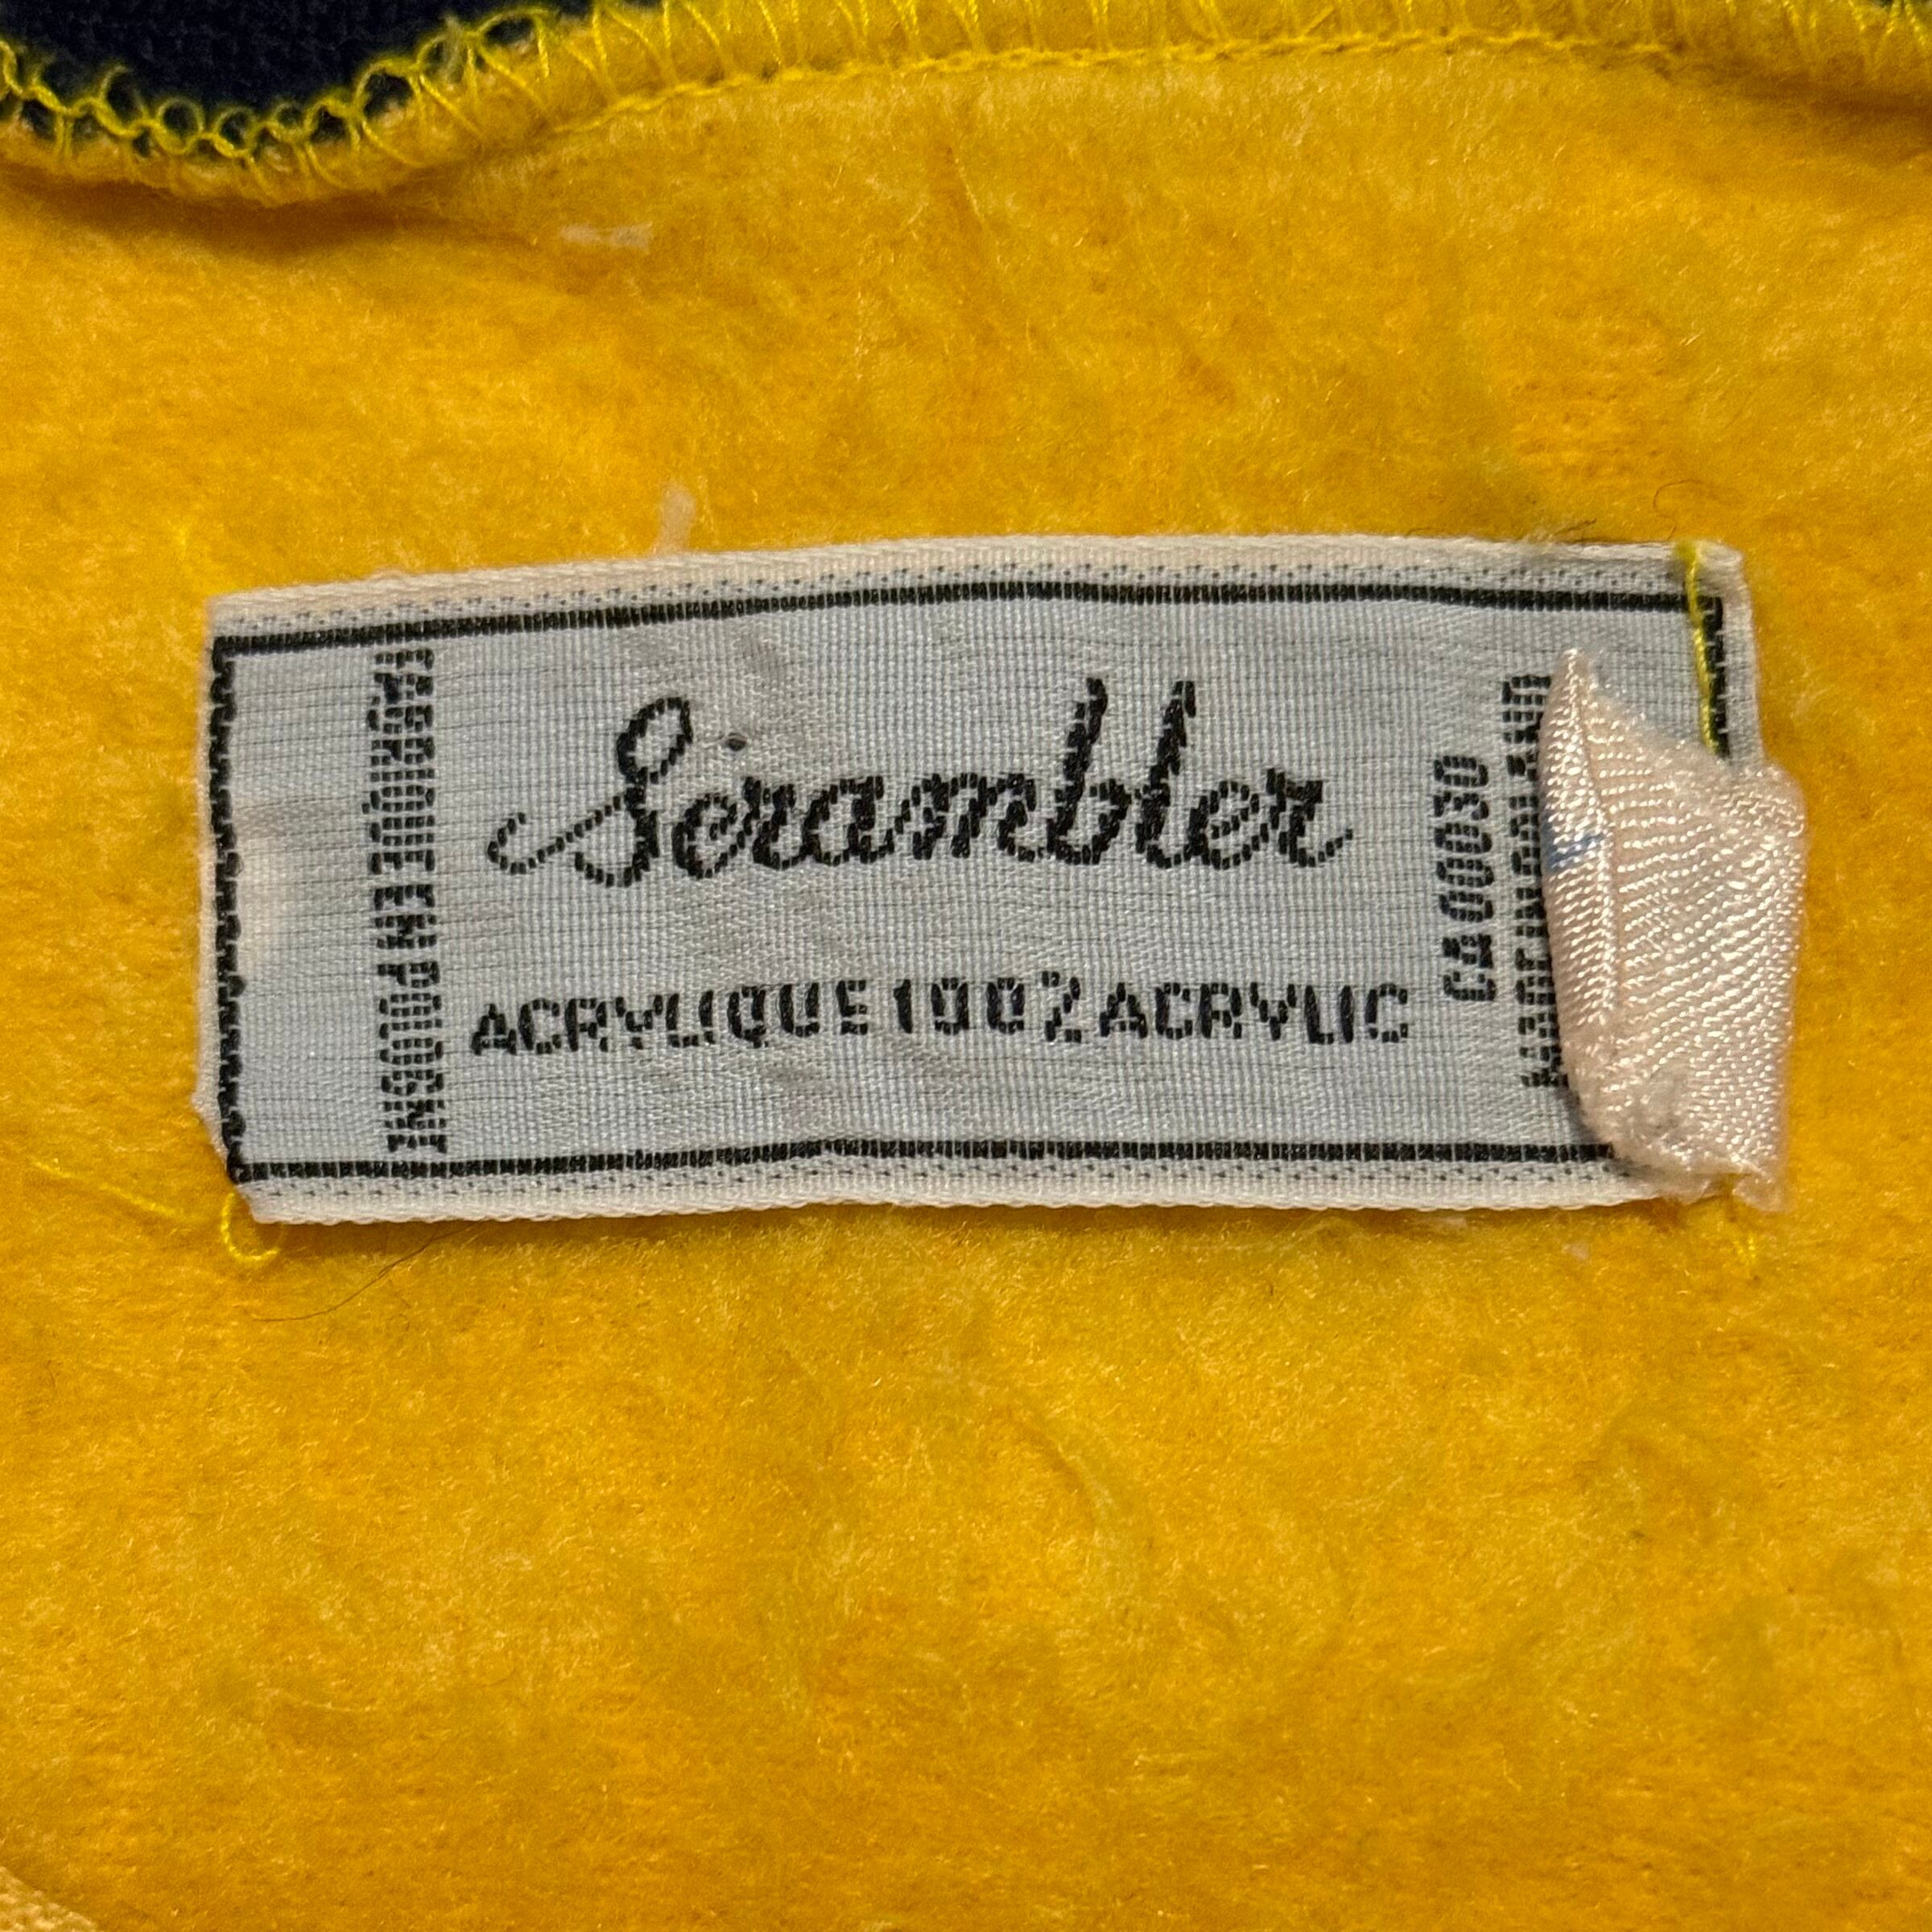 FABRIQUE EN POLOGNE
Scrambler
ACRYLIQUE 100% ACRYLIC
CA 00030